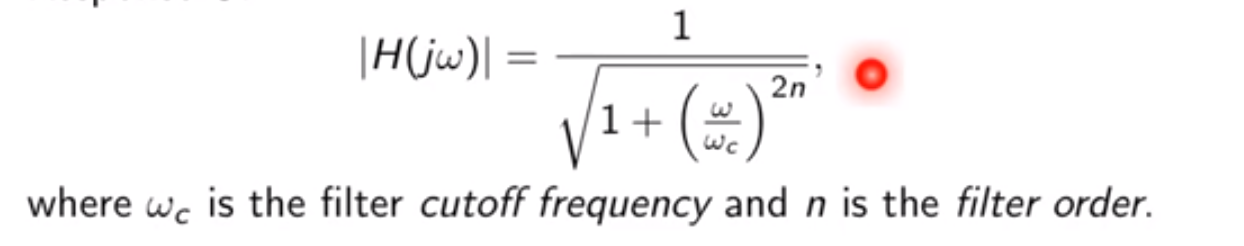 |H(jω)| = 1 / √(1 + (ω/ω_c)^{2n}),
where ω_c is the filter cutoff frequency and n is the filter order.